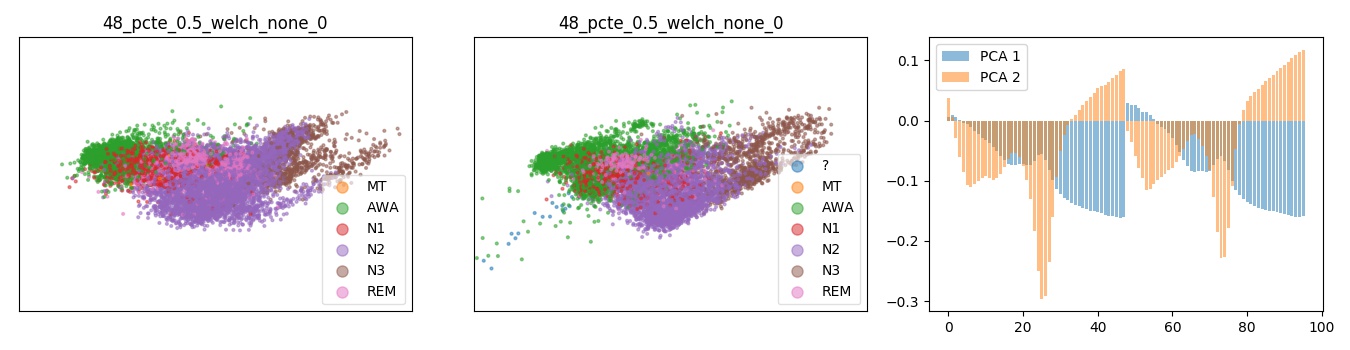 48_pcte_0.5_welch_none_0
MT
AWA
N1
N2
N3
REM
48_pcte_0.5_welch_none_0
?
MT
AWA
N1
N2
N3
REM
PCA 1
PCA 2
0.1
0.0
−0.1
−0.2
−0.3
0
20
40
60
80
100